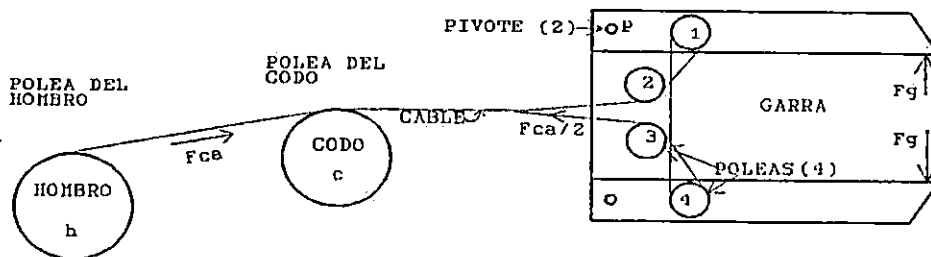 PIVOTE (2)
P
1
POLEA DEL
HOMBRO
POLEA DEL
CODO
2
GARRA
Fg
CABLE
Fca/2
Fca
3
Fg
CODO
c
POLEAS(4)
HOMBRO
h
4